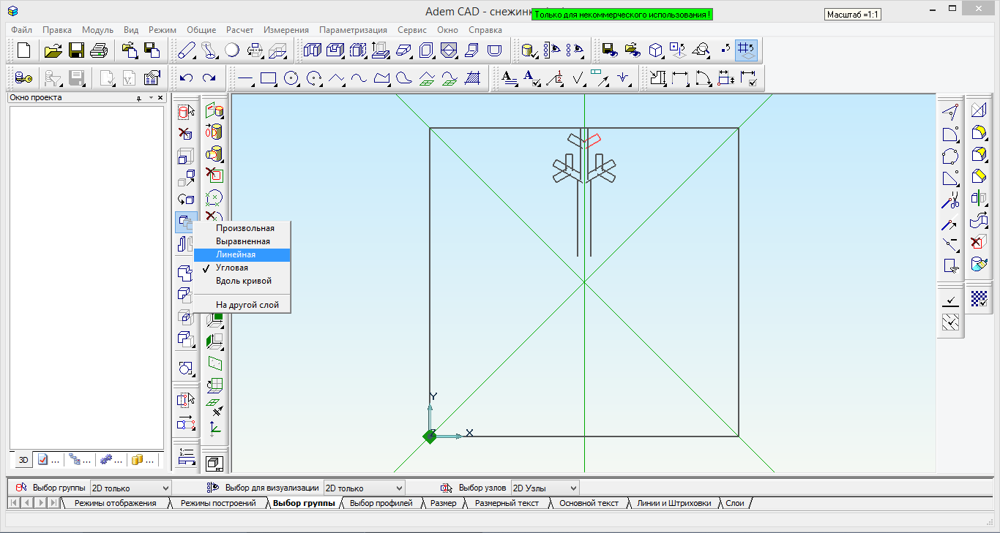 Adem CAD - снежинк
Только для некоммерческого использования !
Масштаб =1:1
Файл Правка Модуль Вид Режим Общие Расчет Измерения Параметризация Сервис Окно Справка
Окно проекта
Произвольная
Выравненная
Линейная
Угловая
Вдоль кривой
На другой слой
Y
Z
X
3D ... ... ... ...
Выбор группы 2D только Выбор для визуализации 2D только Выбор узлов 2D Узлы
Режимы отображения Режимы построений Выбор группы Выбор профилей Размер Размерный текст Основной текст Линии и Штриховки Слои